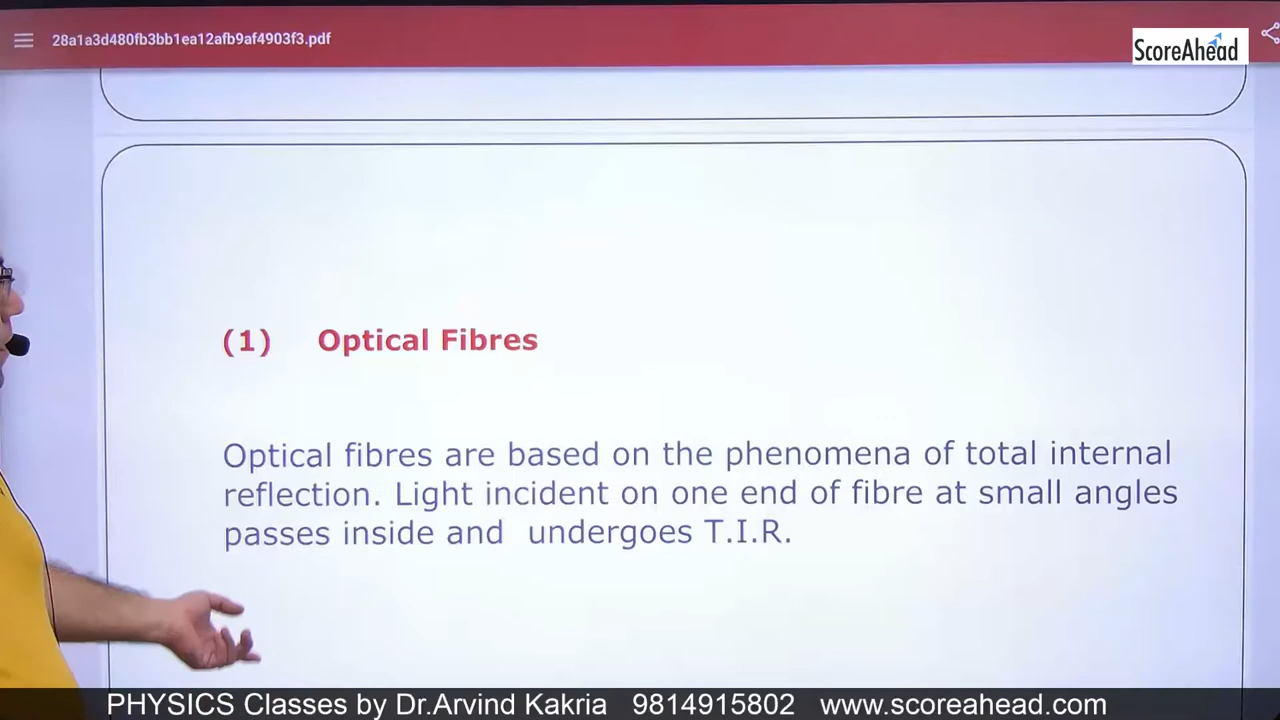 28a1a3d480fb3bb1ea12afb9af4903f3.pdf
ScoreAhead
(1) Optical Fibres
Optical fibres are based on the phenomena of total internal
reflection. Light incident on one end of fibre at small angles
passes inside and undergoes T.I.R.
PHYSICS Classes by Dr.Arvind Kakria 9814915802 www.scoreahead.com